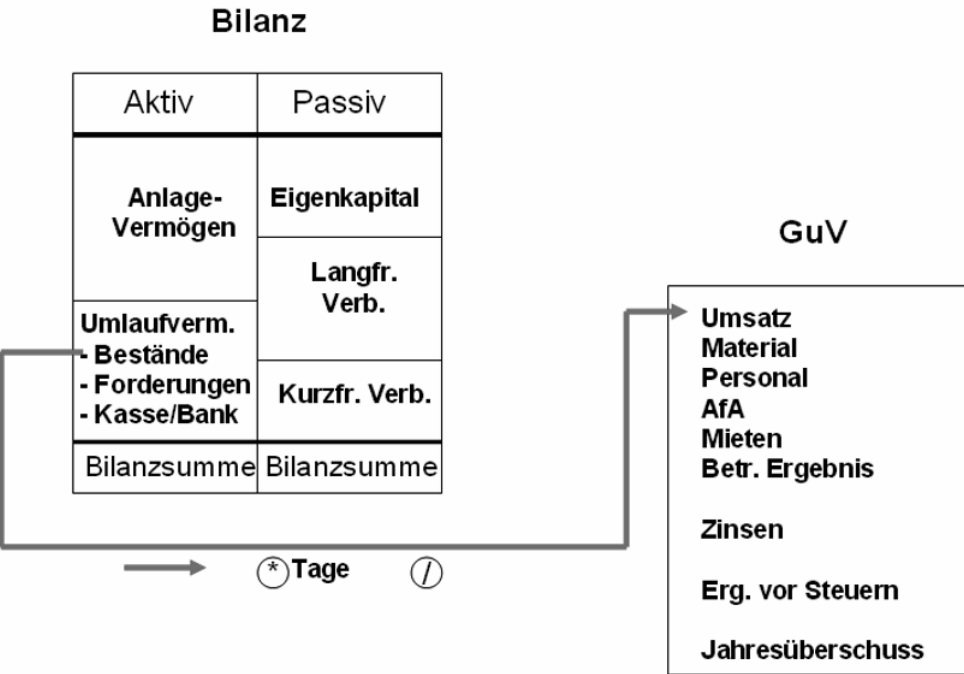 Bilanz
Aktiv
Passiv
Anlage-
Vermögen
Eigenkapital
Langfr.
Verb.
Umlaufverm.
- Bestände
- Forderungen
- Kasse/Bank
Kurzfr. Verb.
Bilanzsumme
Bilanzsumme
* Tage /
GuV
Umsatz
Material
Personal
AfA
Mieten
Betr. Ergebnis
Zinsen
Erg. vor Steuern
Jahresüberschuss